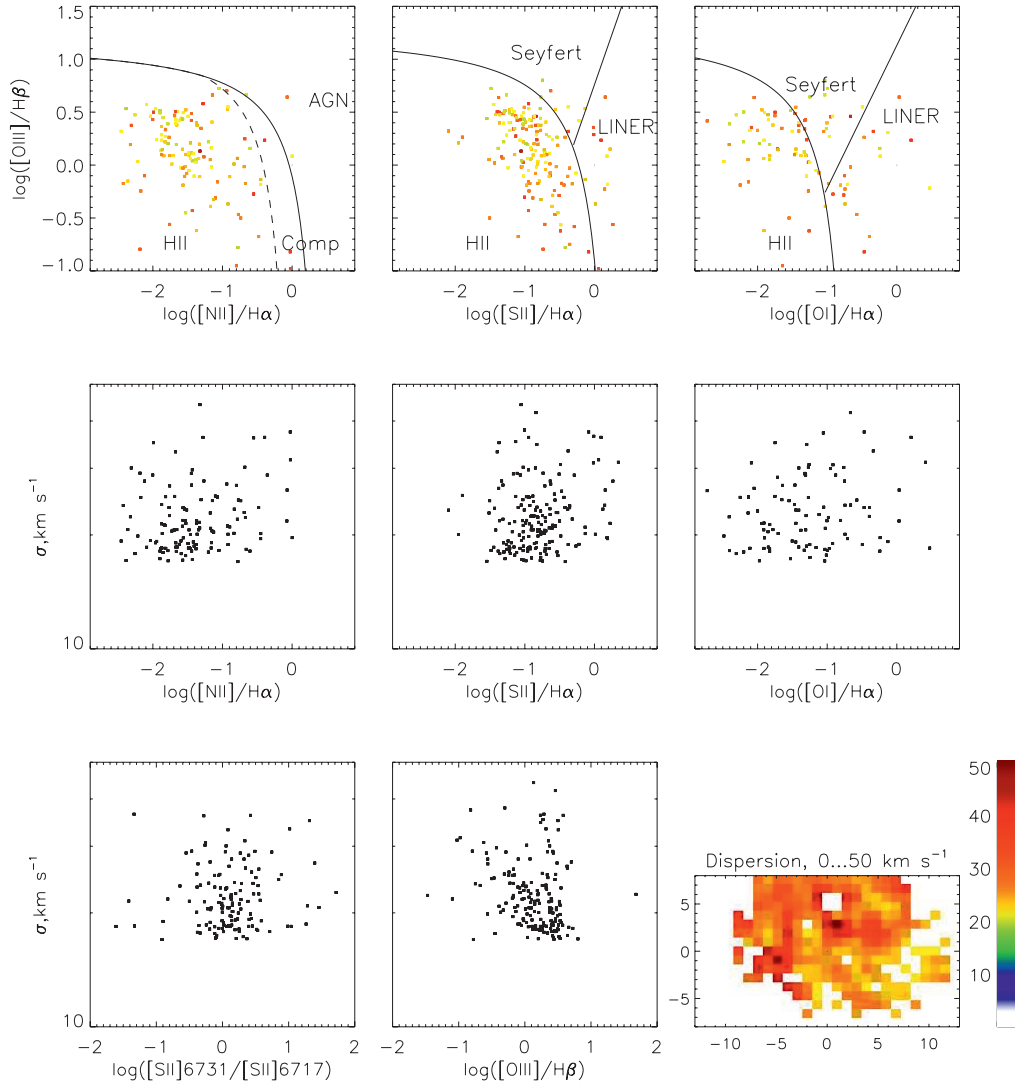 1.5
1.0
0.5
0.0
−0.5
−1.0
log([OIII]/Hβ)
AGN
HII
Comp
−2 −1 0
log([NII]/Hα)
Seyfert
LINER
HII
−2 −1 0
log([SII]/Hα)
Seyfert
LINER
HII
−2 −1 0
log([OI]/Hα)
σ,km s⁻¹
10
−2 −1 0
log([NII]/Hα)
−2 −1 0
log([SII]/Hα)
−2 −1 0
log([OI]/Hα)
σ,km s⁻¹
10
−2 −1 0 1 2
log([SII]6731/[SII]6717)
−2 −1 0 1 2
log([OIII]/Hβ)
Dispersion, 0...50 km s⁻¹
5
0
−5
−10 −5 0 5 10
50
40
30
20
10